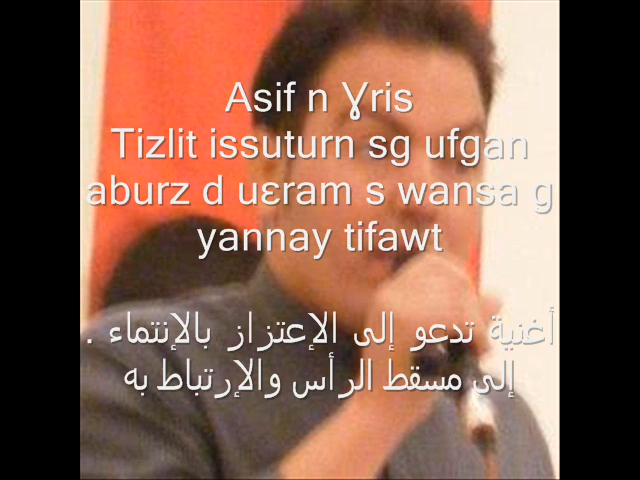 Asif n Ɣris
Tizlit issuturn sg ufgan
aburz d uɛram s wansa g
yannay tifawt
أغنية تدعو إلى الإعتزاز بالإنتماء .
إلى مسقط الرأس والإرتباط به